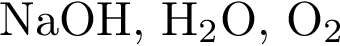 NaOH, H₂O, O₂